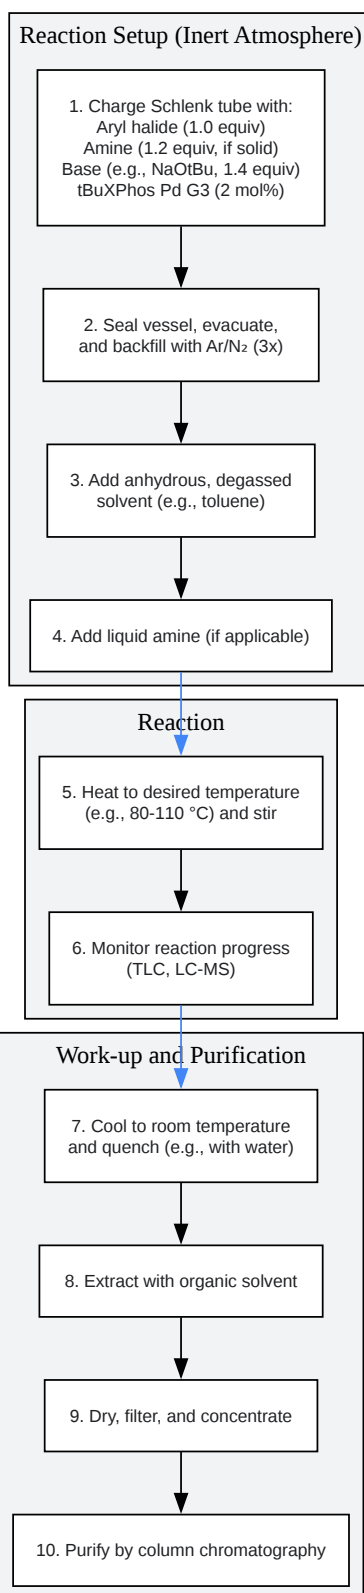 Reaction Setup (Inert Atmosphere)
1. Charge Schlenk tube with:
Aryl halide (1.0 equiv)
Amine (1.2 equiv, if solid)
Base (e.g., NaOtBu, 1.4 equiv)
tBuXPhos Pd G3 (2 mol%)
2. Seal vessel, evacuate,
and backfill with Ar/N₂ (3x)
3. Add anhydrous, degassed
solvent (e.g., toluene)
4. Add liquid amine (if applicable)
Reaction
5. Heat to desired temperature
(e.g., 80-110 °C) and stir
6. Monitor reaction progress
(TLC, LC-MS)
Work-up and Purification
7. Cool to room temperature
and quench (e.g., with water)
8. Extract with organic solvent
9. Dry, filter, and concentrate
10. Purify by column chromatography